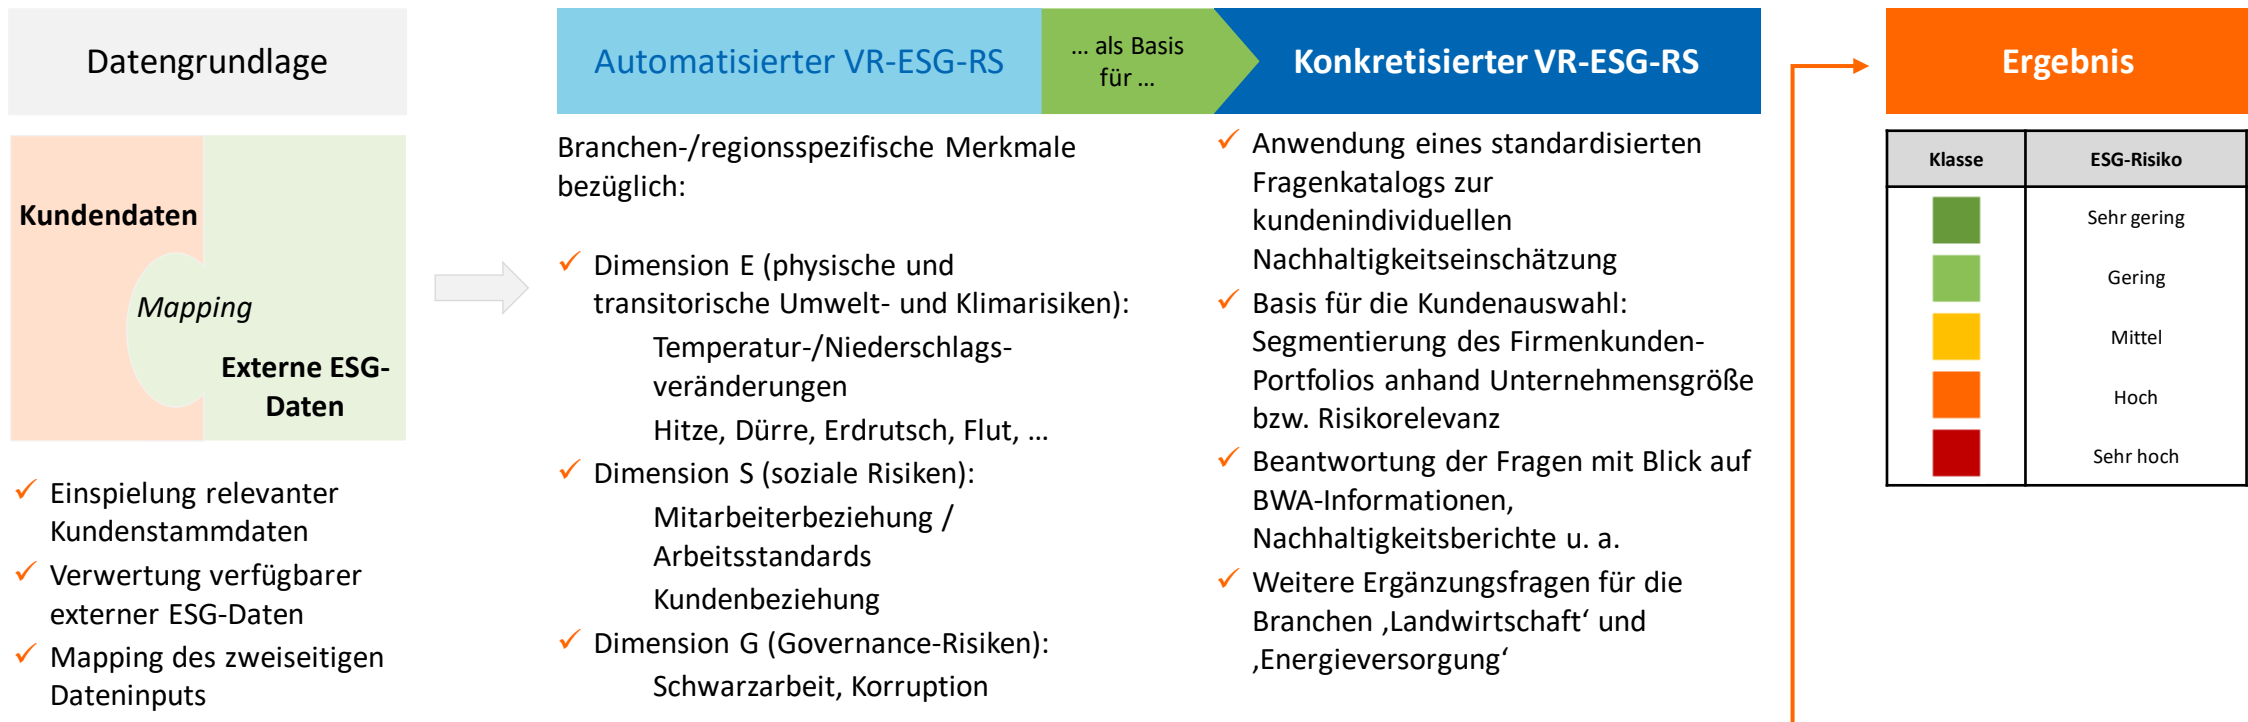 Datengrundlage
Kundendaten
Mapping
Externe ESG-
Daten
✓ Einspielung relevanter
Kundenstammdaten
✓ Verwertung verfügbarer
externer ESG-Daten
✓ Mapping des zweiseitigen
Dateninputs
Automatisierter VR-ESG-RS
... als Basis
für ...
Konkretisierter VR-ESG-RS
Branchen-/regionsspezifische Merkmale
bezüglich:
✓ Dimension E (physische und
transitorische Umwelt- und Klimarisiken):
Temperatur-/Niederschlags-
veränderungen
Hitze, Dürre, Erdrutsch, Flut, ...
✓ Dimension S (soziale Risiken):
Mitarbeiterbeziehung /
Arbeitsstandards
Kundenbeziehung
✓ Dimension G (Governance-Risiken):
Schwarzarbeit, Korruption
✓ Anwendung eines standardisierten
Fragenkatalogs zur
kundenindividuellen
Nachhaltigkeitseinschätzung
✓ Basis für die Kundenauswahl:
Segmentierung des Firmenkunden-
Portfolios anhand Unternehmensgröße
bzw. Risikorelevanz
✓ Beantwortung der Fragen mit Blick auf
BWA-Informationen,
Nachhaltigkeitsberichte u. a.
✓ Weitere Ergänzungsfragen für die
Branchen ‚Landwirtschaft‘ und
‚Energieversorgung‘
Ergebnis
Klasse ESG-Risiko
Sehr gering
Gering
Mittel
Hoch
Sehr hoch